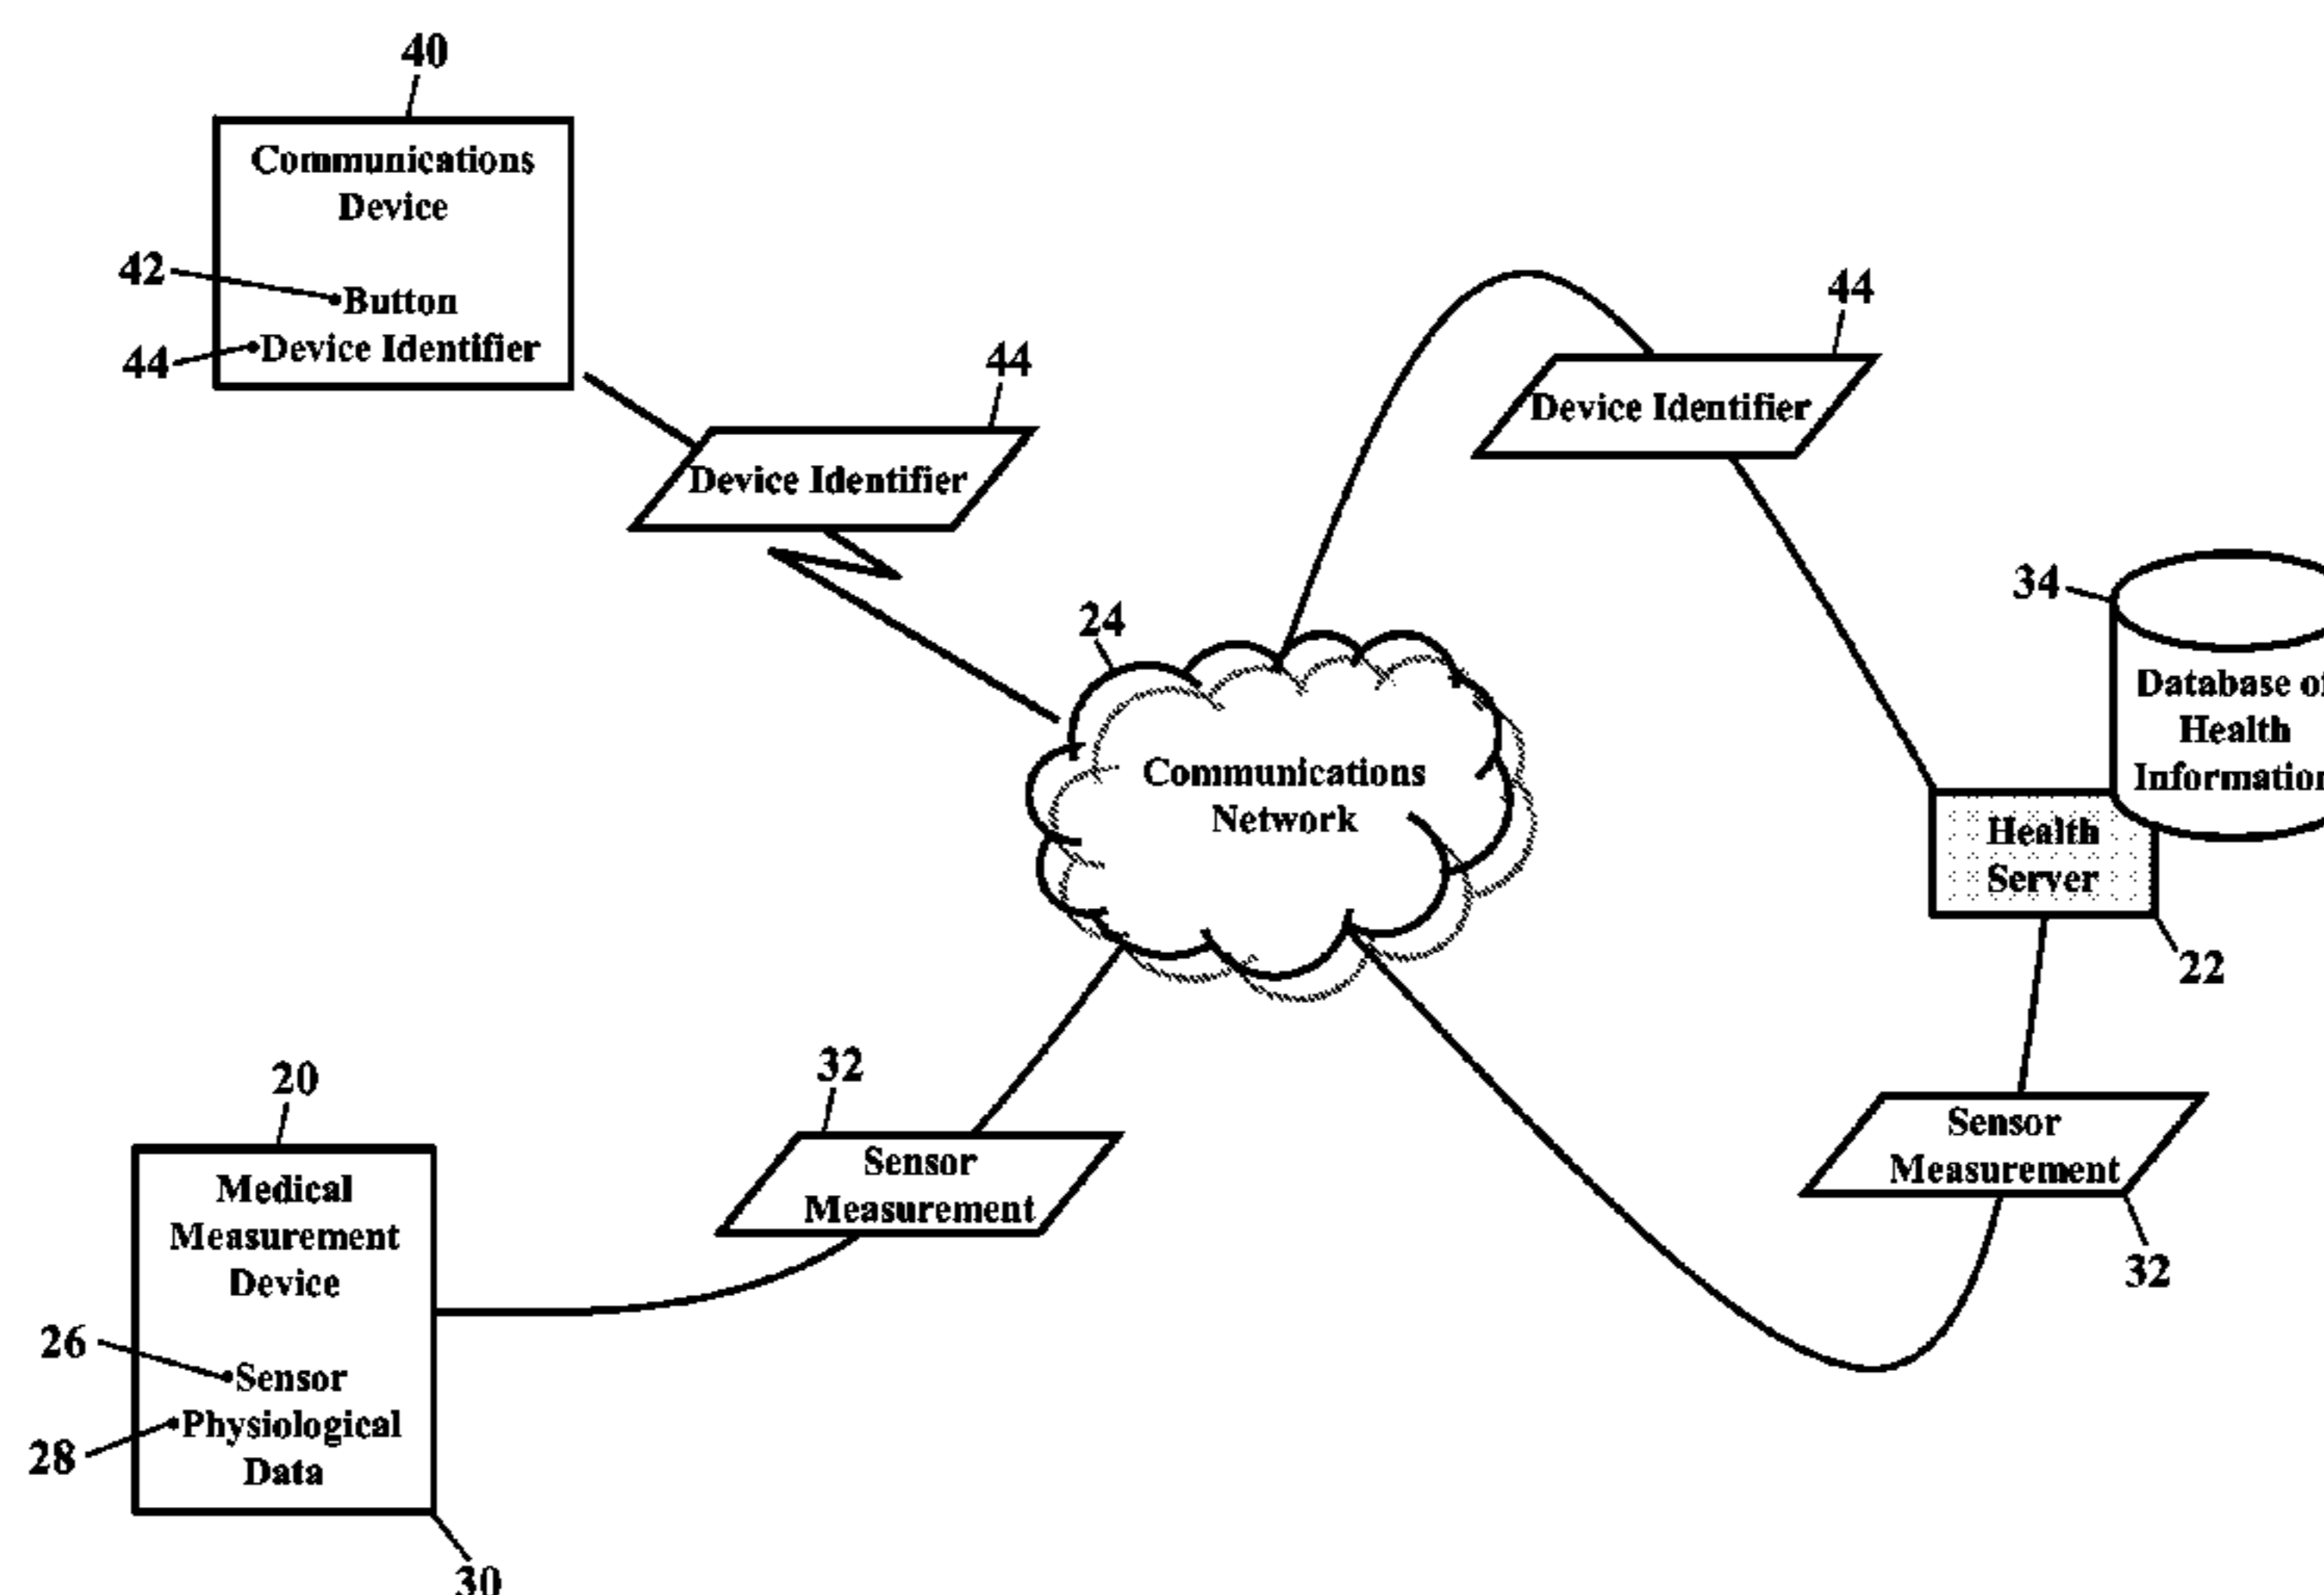 40
Communications
Device
42
•Button
44
•Device Identifier
44
Device Identifier
44
Device Identifier
24
Communications
Network
34
Database of
Health
Information
Health
Server
22
20
Medical
Measurement
Device
26
•Sensor
28
•Physiological
Data
30
32
Sensor
Measurement
Sensor
Measurement
32